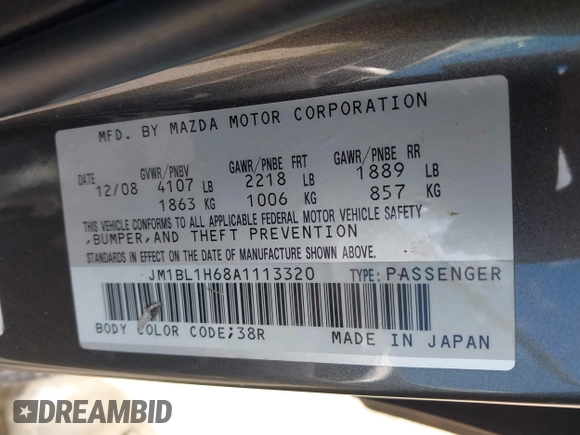 MFD. BY MAZDA MOTOR CORPORATION
DATE GVWR/PNBV GAWR/PNBE FRT GAWR/PNBE RR
12/08 4107 LB 2218 LB 1889 LB
1863 KG 1006 KG 857 KG
THIS VEHICLE CONFORMS TO ALL APPLICABLE FEDERAL MOTOR VEHICLE SAFETY
,BUMPER,AND THEFT PREVENTION
STANDARDS IN EFFECT ON THE DATE OF MANUFACTURE SHOWN ABOVE.
JM1BL1H68A1113320 TYPE:PASSENGER
BODY COLOR CODE;38R MADE IN JAPAN
DREAMBID